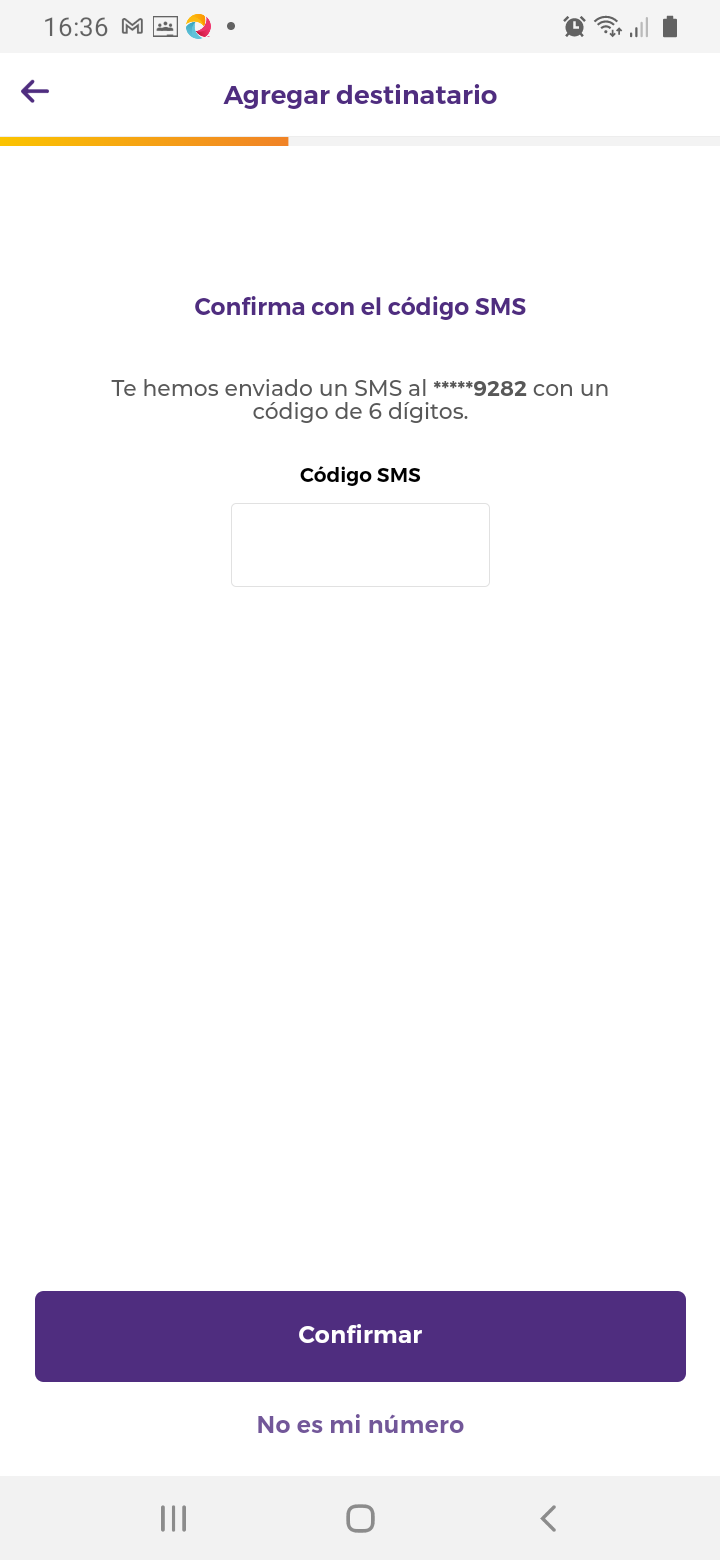 16:36
Agregar destinatario
Confirma con el código SMS
Te hemos enviado un SMS al *****9282 con un
código de 6 dígitos.
Código SMS
Confirmar
No es mi número